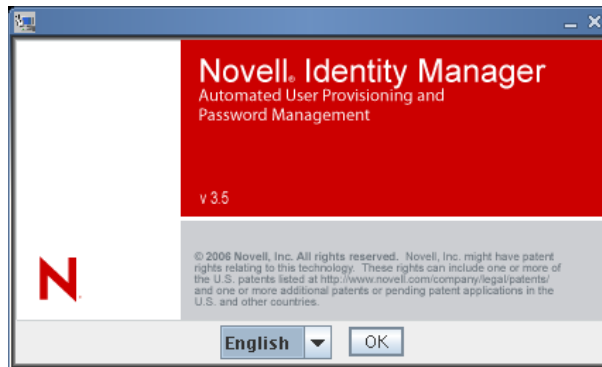 Novell® Identity Manager
Automated User Provisioning and
Password Management
v 3.5
© 2006 Novell, Inc. All rights reserved. Novell, Inc. might have patent
rights relating to this technology. These rights can include one or more of
the U.S. patents listed at http://www.novell.com/company/legal/patents/
and one or more additional patents or pending patent applications in the
U.S. and other countries.
N
English
OK